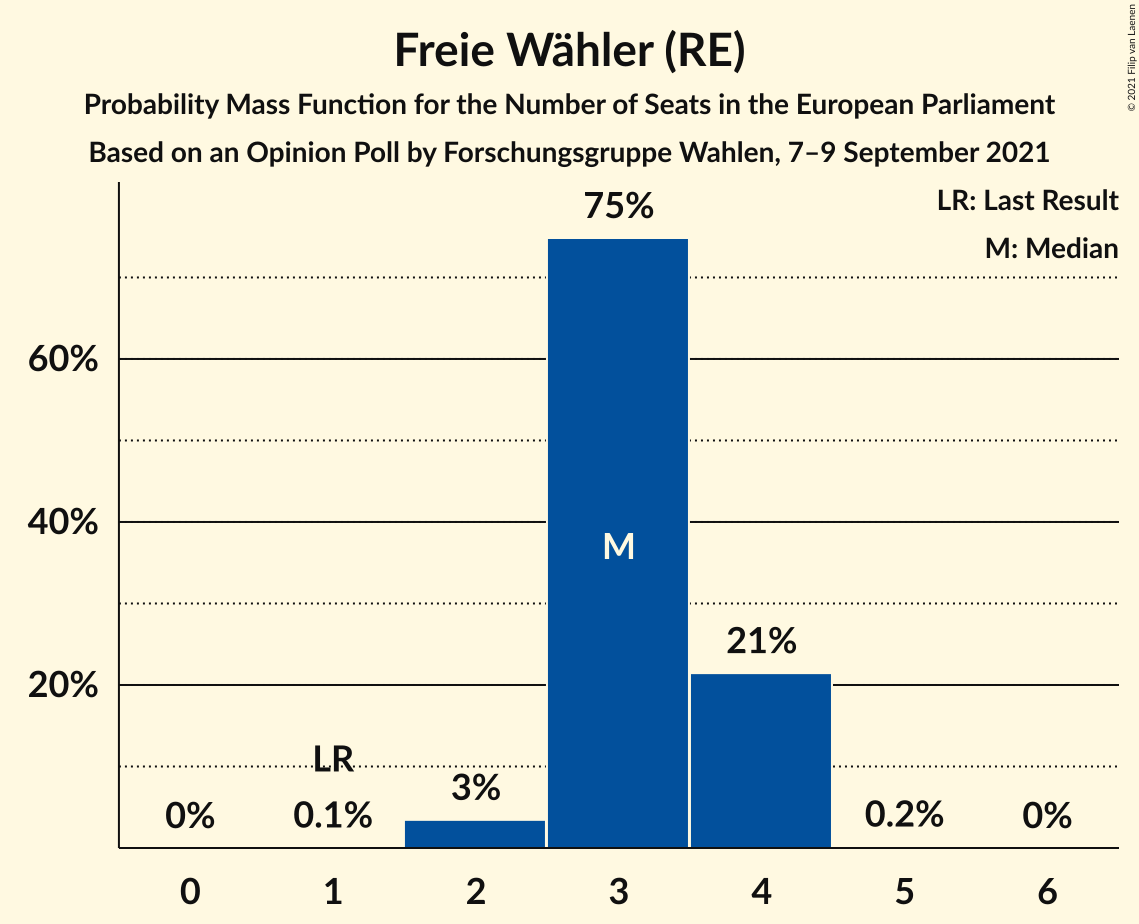 Freie Wähler (RE)
Probability Mass Function for the Number of Seats in the European Parliament
Based on an Opinion Poll by Forschungsgruppe Wahlen, 7–9 September 2021
© 2021 Filip van Laenen
LR: Last Result
M: Median
75%
60%
40%
M
21%
20%
LR
3%
0%
0.1%
0.2%
0%
0 1 2 3 4 5 6